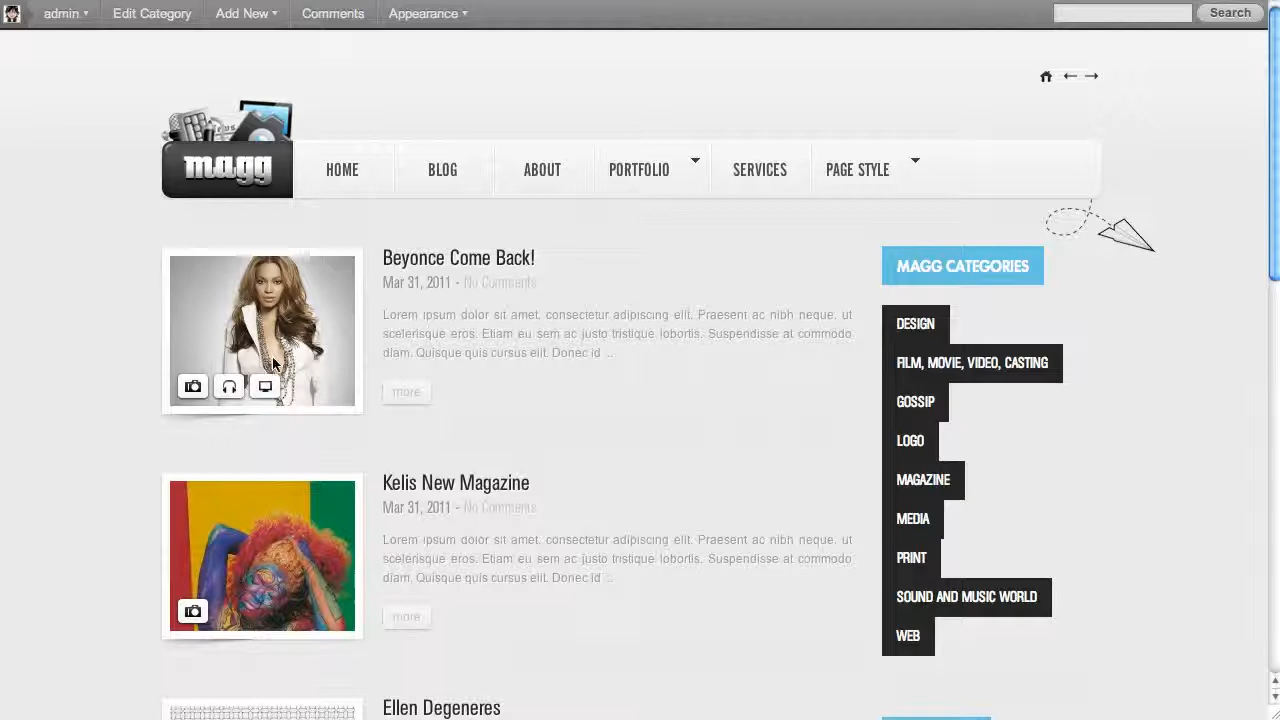 admin
Edit Category
Add New
Comments
Appearance
Search
magg
HOME
BLOG
ABOUT
PORTFOLIO
SERVICES
PAGE STYLE
Beyonce Come Back!
Mar 31, 2011 - No Comments
Lorem ipsum dolor sit amet, consectetur adipiscing elit. Praesent ac nibh neque, ut
scelerisque eros. Etiam eu sem ac justo tristique lobortis. Suspendisse at commodo
diam. Quisque quis cursus elit. Donec id ...
more
Kelis New Magazine
Mar 31, 2011 - No Comments
Lorem ipsum dolor sit amet, consectetur adipiscing elit. Praesent ac nibh neque, ut
scelerisque eros. Etiam eu sem ac justo tristique lobortis. Suspendisse at commodo
diam. Quisque quis cursus elit. Donec id ...
more
Ellen Degeneres
MAGG CATEGORIES
DESIGN
FILM, MOVIE, VIDEO, CASTING
GOSSIP
LOGO
MAGAZINE
MEDIA
PRINT
SOUND AND MUSIC WORLD
WEB